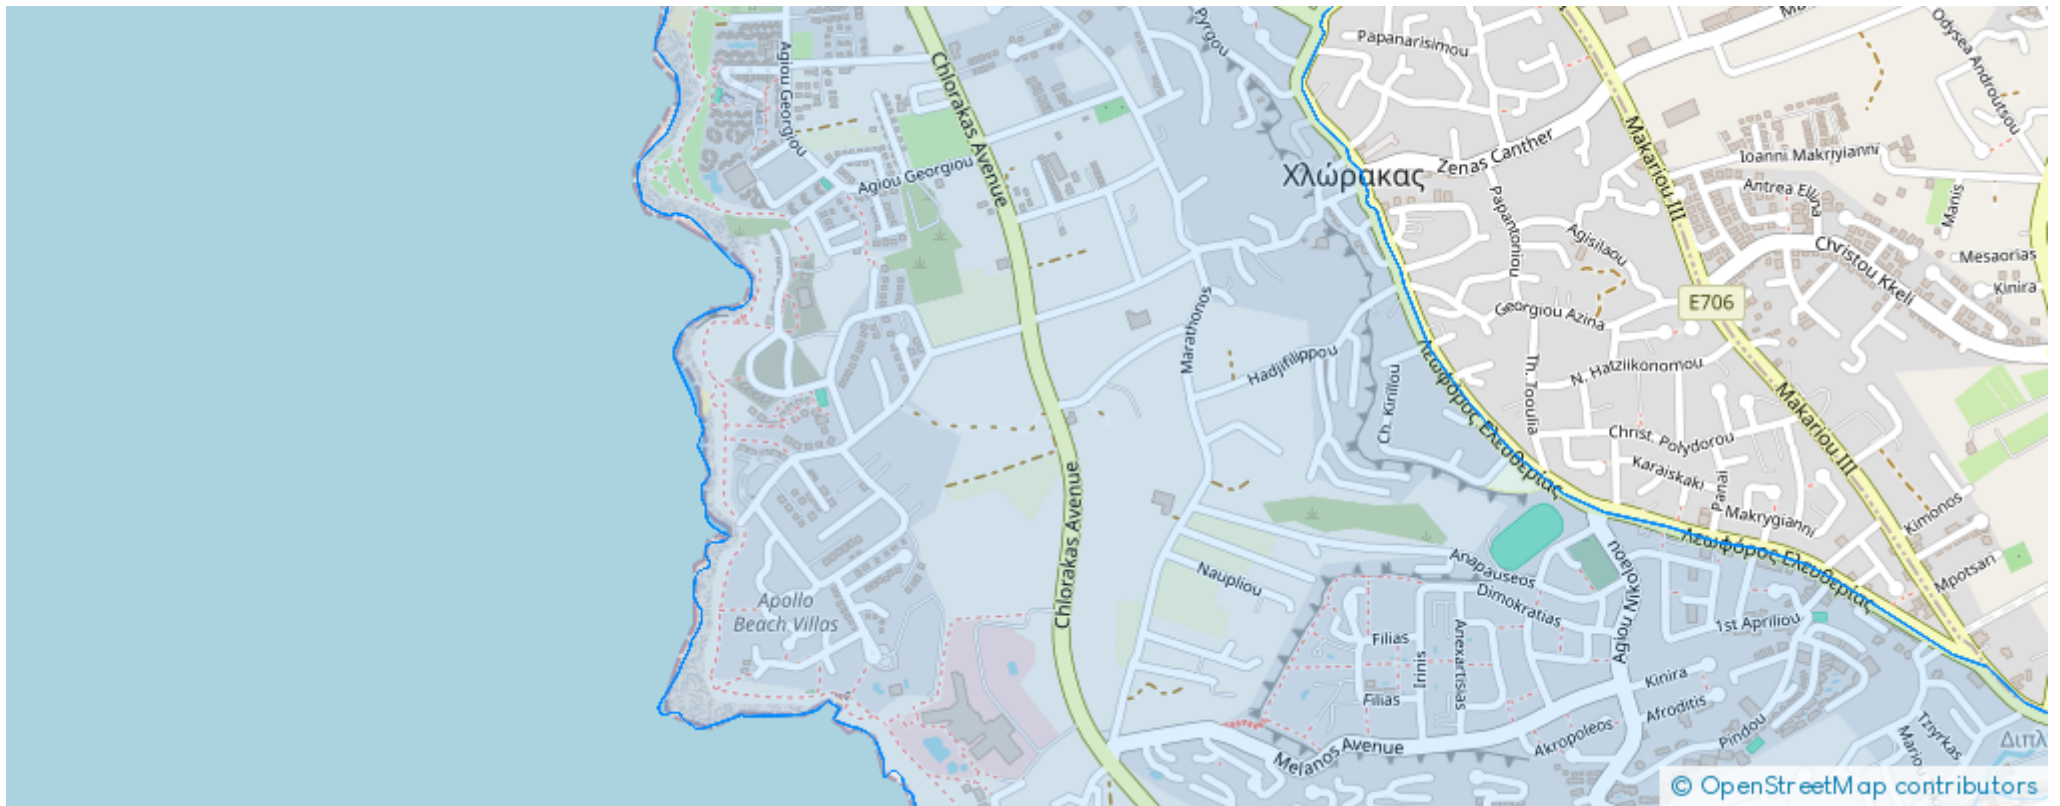 Pyrgou
Papanarisimou
Odysea Androutsou
Agiou Georgiou
Chlorakas Avenue
Makariou III
Zenas Canther
Ioanni Makriyianni
Χλώρακας
Agiou Georgiou
Antrea Ellina
Manis
Papantoniou
Agisilaou
Christou Kkeli
Mesaorias
Kinira
E706
Georgiou Azina
Marathonos
Hadjifilippou
Λεωφόρος Ελευθερίας
Th. Tooulia
N. Hatziikonomou
Ch. Kirillou
Makariou III
Christ. Polydorou
Karaiskaki
Panai
Chlorakas Avenue
Makrygianni
Kimonos
Λεωφόρος Ελευθερίας
Anapauseos
Naupliou
Dimokratias
Agiou Nikolaou
Mpotsari
Apollo
Beach Villas
1st Apriliou
Filias
Irinis
Anexartisias
Kinira
Filias
Afroditis
Akropoleos
Pindou
Melanos Avenue
Tzyrkas
Mariou
Διπλ
© OpenStreetMap contributors